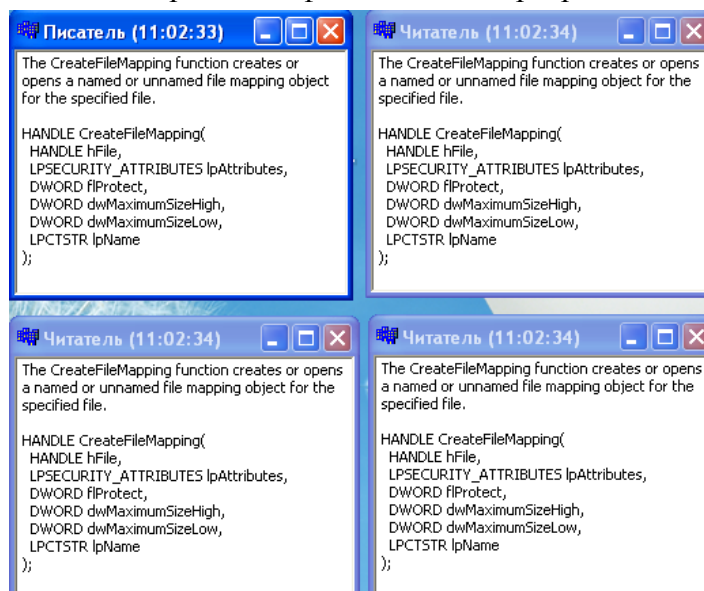 Писатель (11:02:33)
The CreateFileMapping function creates or
opens a named or unnamed file mapping object
for the specified file.
HANDLE CreateFileMapping(
HANDLE hFile,
LPSECURITY_ATTRIBUTES lpAttributes,
DWORD flProtect,
DWORD dwMaximumSizeHigh,
DWORD dwMaximumSizeLow,
LPCTSTR lpName
);
Читатель (11:02:34)
The CreateFileMapping function creates or opens
a named or unnamed file mapping object for the
specified file.
HANDLE CreateFileMapping(
HANDLE hFile,
LPSECURITY_ATTRIBUTES lpAttributes,
DWORD flProtect,
DWORD dwMaximumSizeHigh,
DWORD dwMaximumSizeLow,
LPCTSTR lpName
);
Читатель (11:02:34)
The CreateFileMapping function creates or opens
a named or unnamed file mapping object for the
specified file.
HANDLE CreateFileMapping(
HANDLE hFile,
LPSECURITY_ATTRIBUTES lpAttributes,
DWORD flProtect,
DWORD dwMaximumSizeHigh,
DWORD dwMaximumSizeLow,
LPCTSTR lpName
);
Читатель (11:02:34)
The CreateFileMapping function creates or opens
a named or unnamed file mapping object for the
specified file.
HANDLE CreateFileMapping(
HANDLE hFile,
LPSECURITY_ATTRIBUTES lpAttributes,
DWORD flProtect,
DWORD dwMaximumSizeHigh,
DWORD dwMaximumSizeLow,
LPCTSTR lpName
);